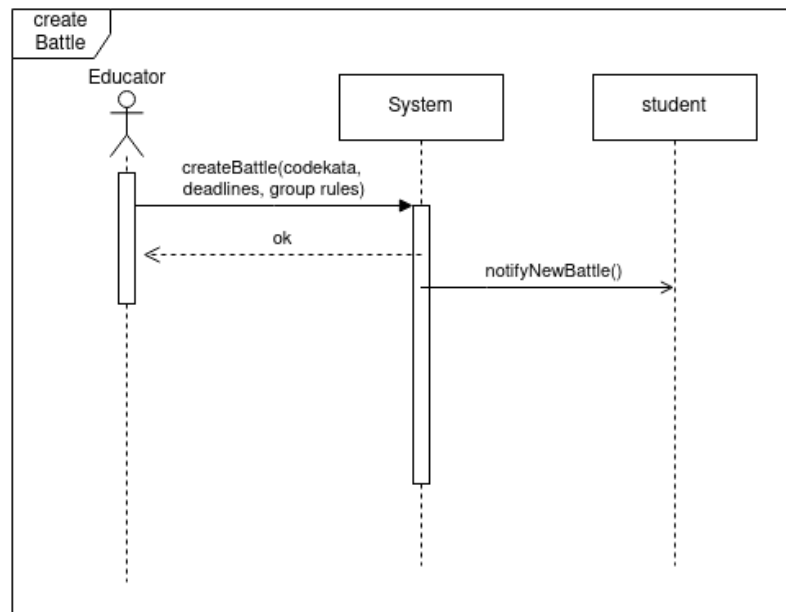 create
Battle
Educator
System
student
createBattle(codekata,
deadlines, group rules)
ok
notifyNewBattle()